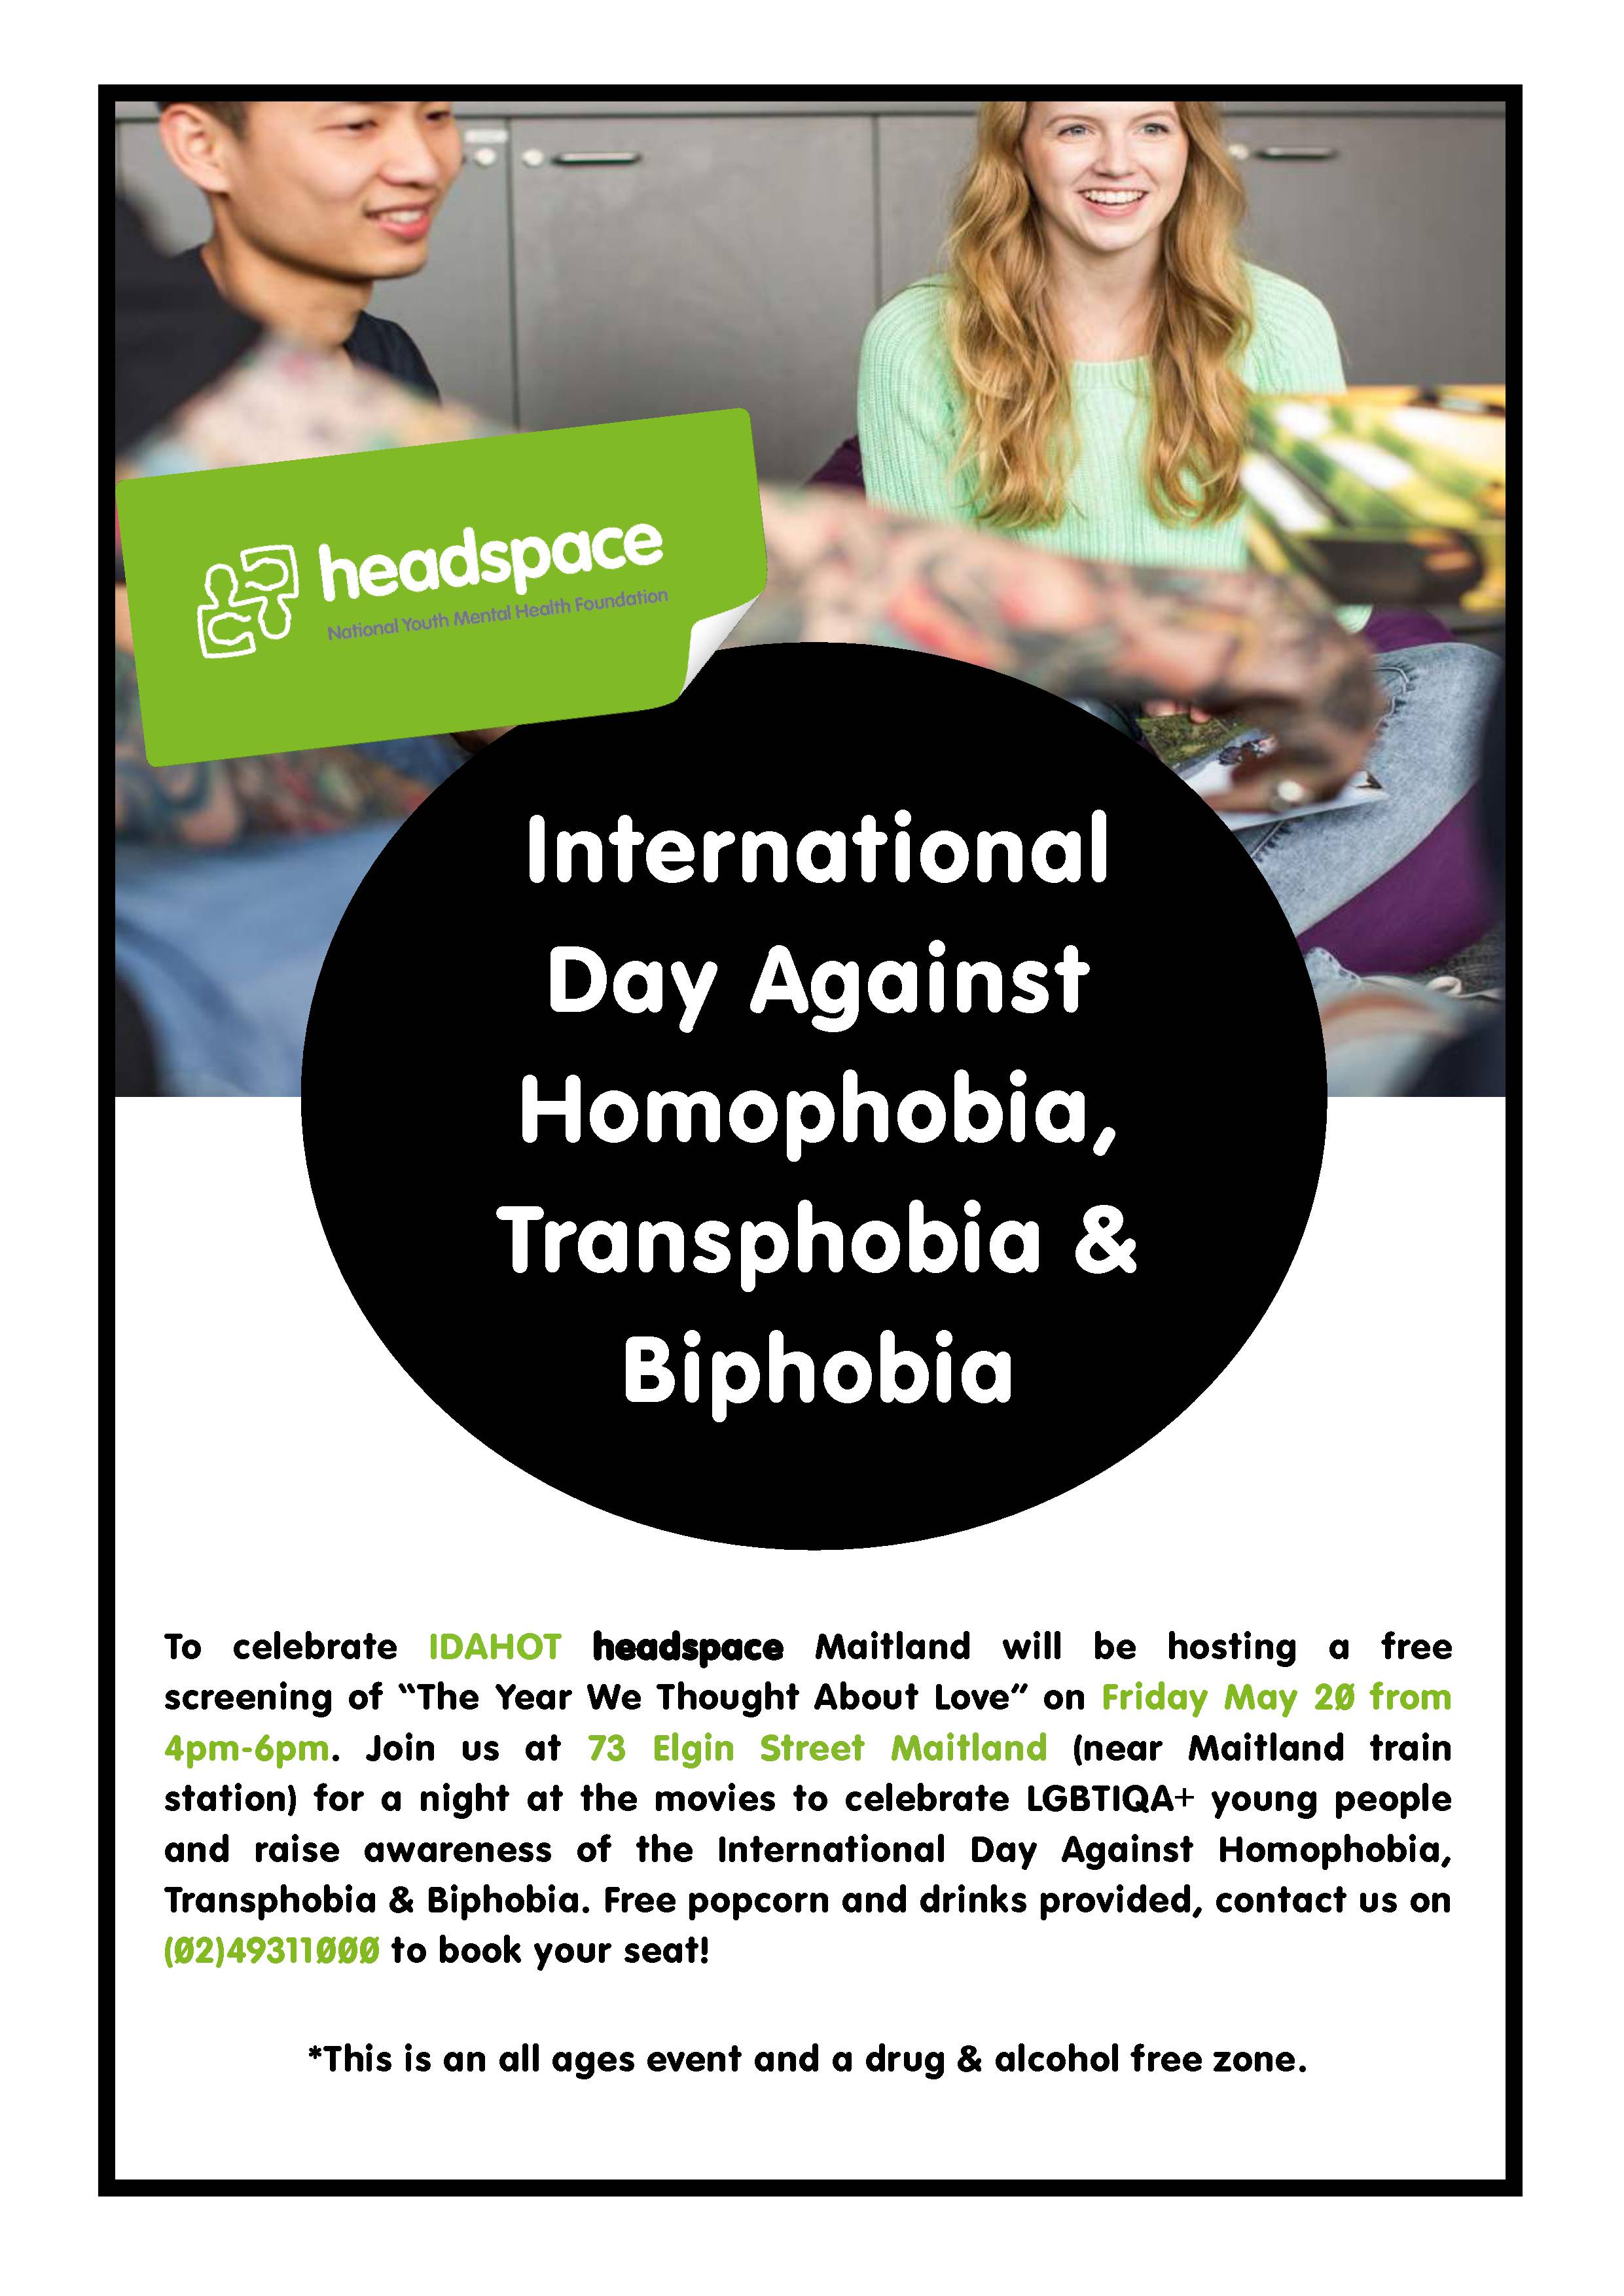 headspace
National Youth Mental Health Foundation
International
Day Against
Homophobia,
Transphobia &
Biphobia
To celebrate IDAHOT headspace Maitland will be hosting a free
screening of “The Year We Thought About Love” on Friday May 20 from
4pm-6pm. Join us at 73 Elgin Street Maitland (near Maitland train
station) for a night at the movies to celebrate LGBTIQA+ young people
and raise awareness of the International Day Against Homophobia,
Transphobia & Biphobia. Free popcorn and drinks provided, contact us on
(02)49311000 to book your seat!
*This is an all ages event and a drug & alcohol free zone.